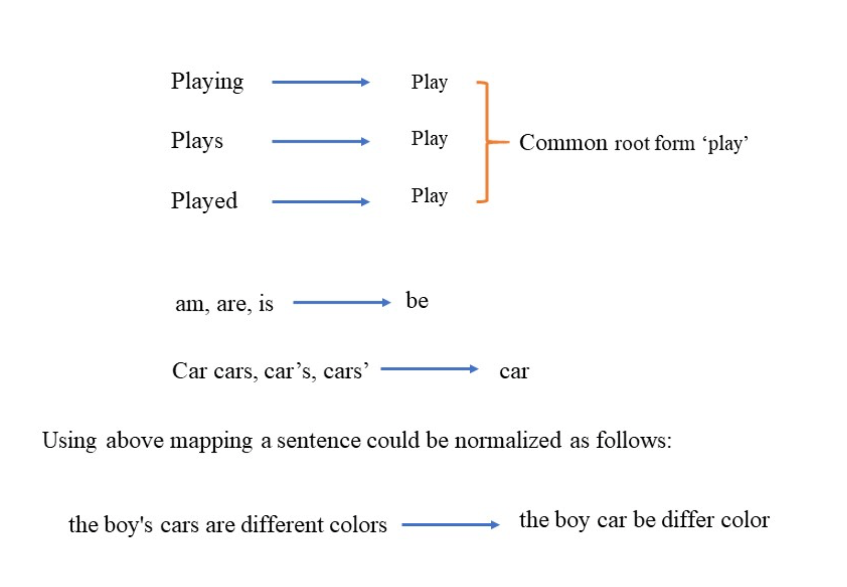 Playing Play
Plays Play Common root form ‘play’
Played Play
am, are, is be
Car cars, car’s, cars’ car
Using above mapping a sentence could be normalized as follows:
the boy's cars are different colors the boy car be differ color